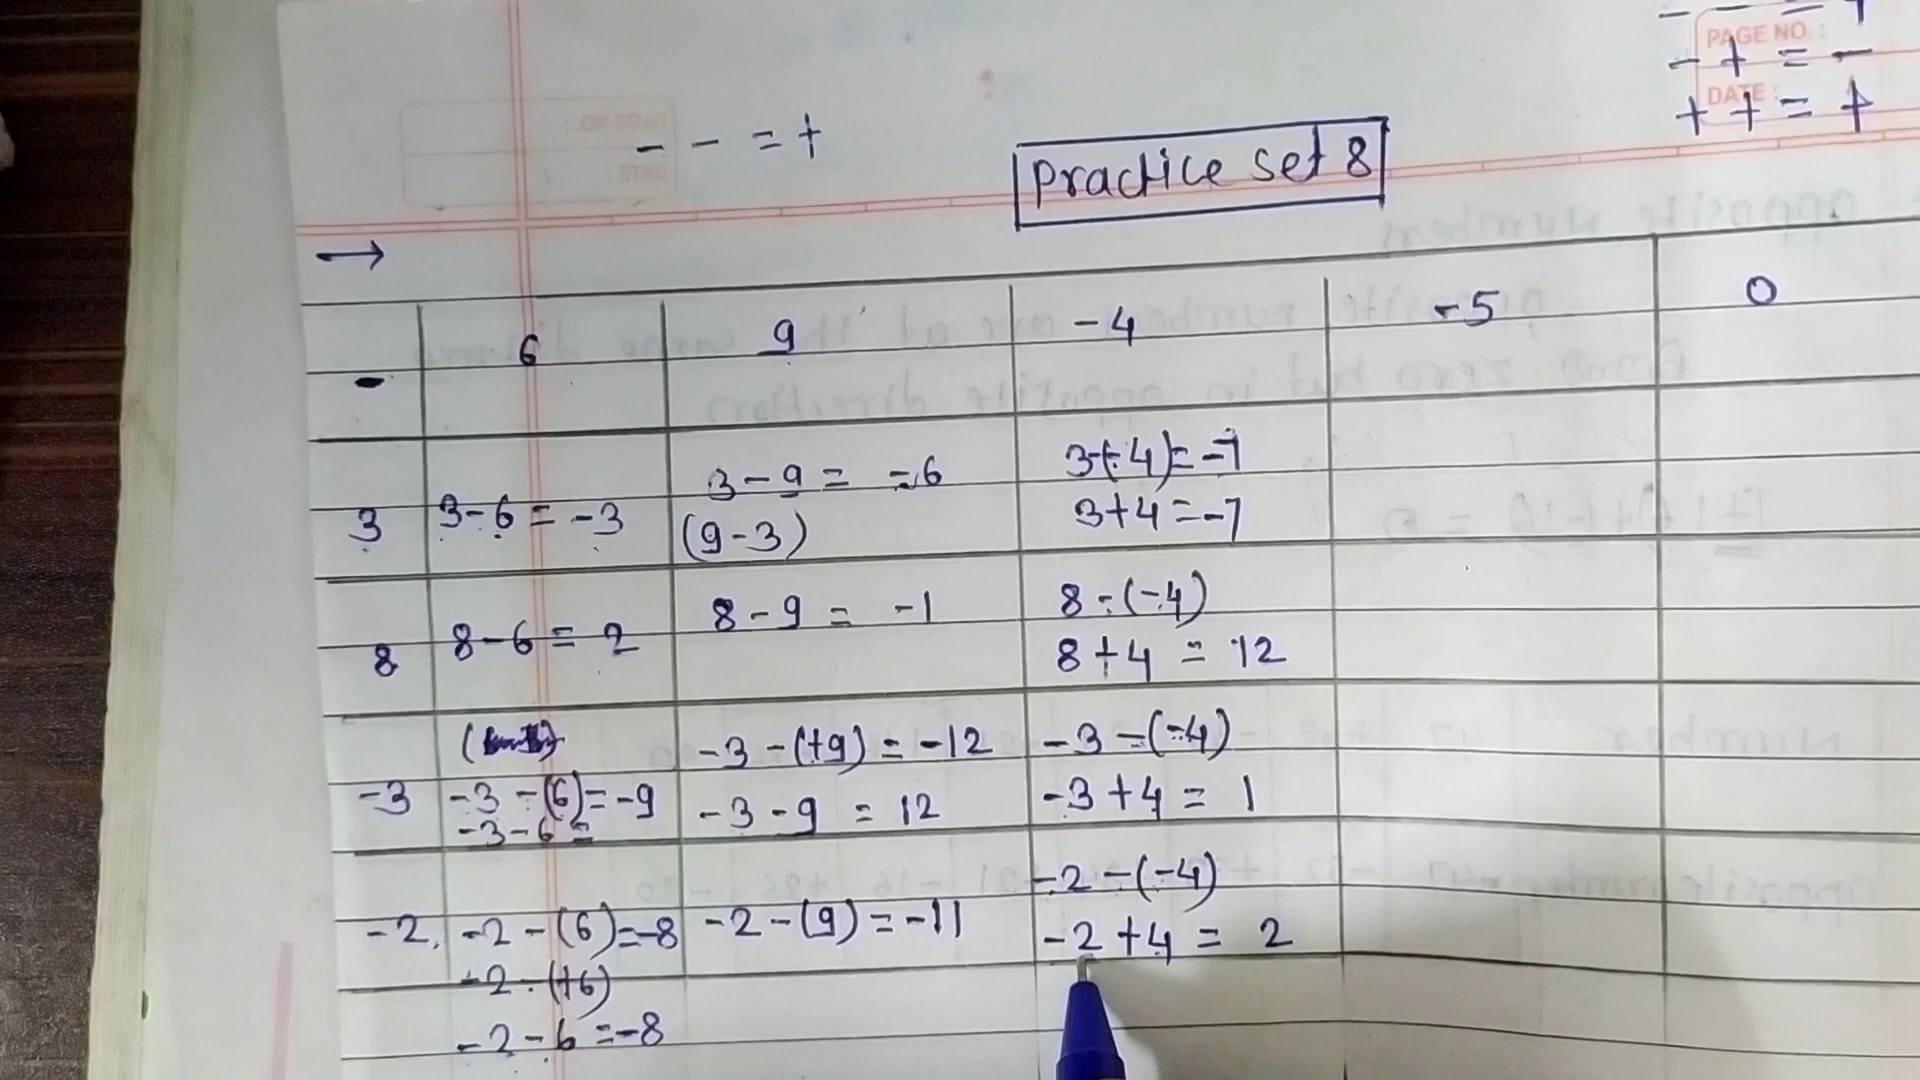 - - = +
- + = -
+ + = +
PAGE NO. :
DATE :
- - = +
Practice set 8
→
- 6 9 -4 -5 0
3 3-6 = -3 3-9 = -6 3-(-4) = -7
(9-3) 3+4 = -7
8 8-6 = 2 8-9 = -1 8-(-4)
8+4 = 12
-3 -3-(6) = -9 -3-(+9) = -12 -3-(-4)
-3-6 = -3-9 = 12 -3+4 = 1
-2, -2-(6)=-8 -2-(9) = -11 -2-(-4)
-2-(+6) -2+4 = 2
-2-6 = -8